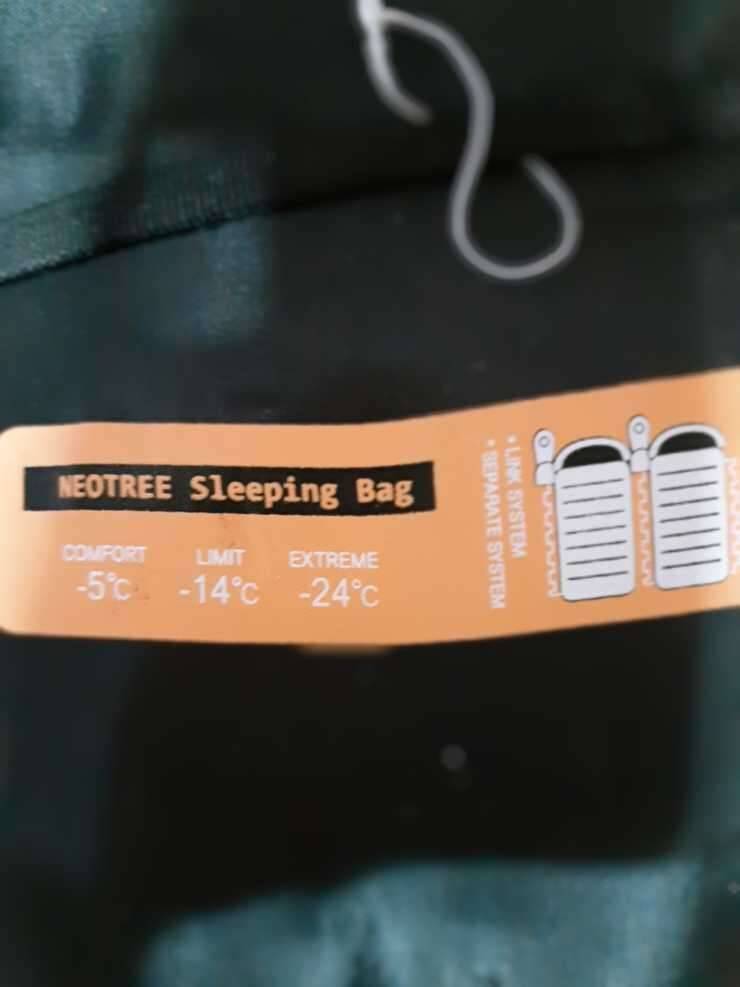 NEOTREE Sleeping Bag
COMFORT LIMIT EXTREME
-5°C -14°C -24°C
• LINK SYSTEM
• SEPARATE SYSTEM